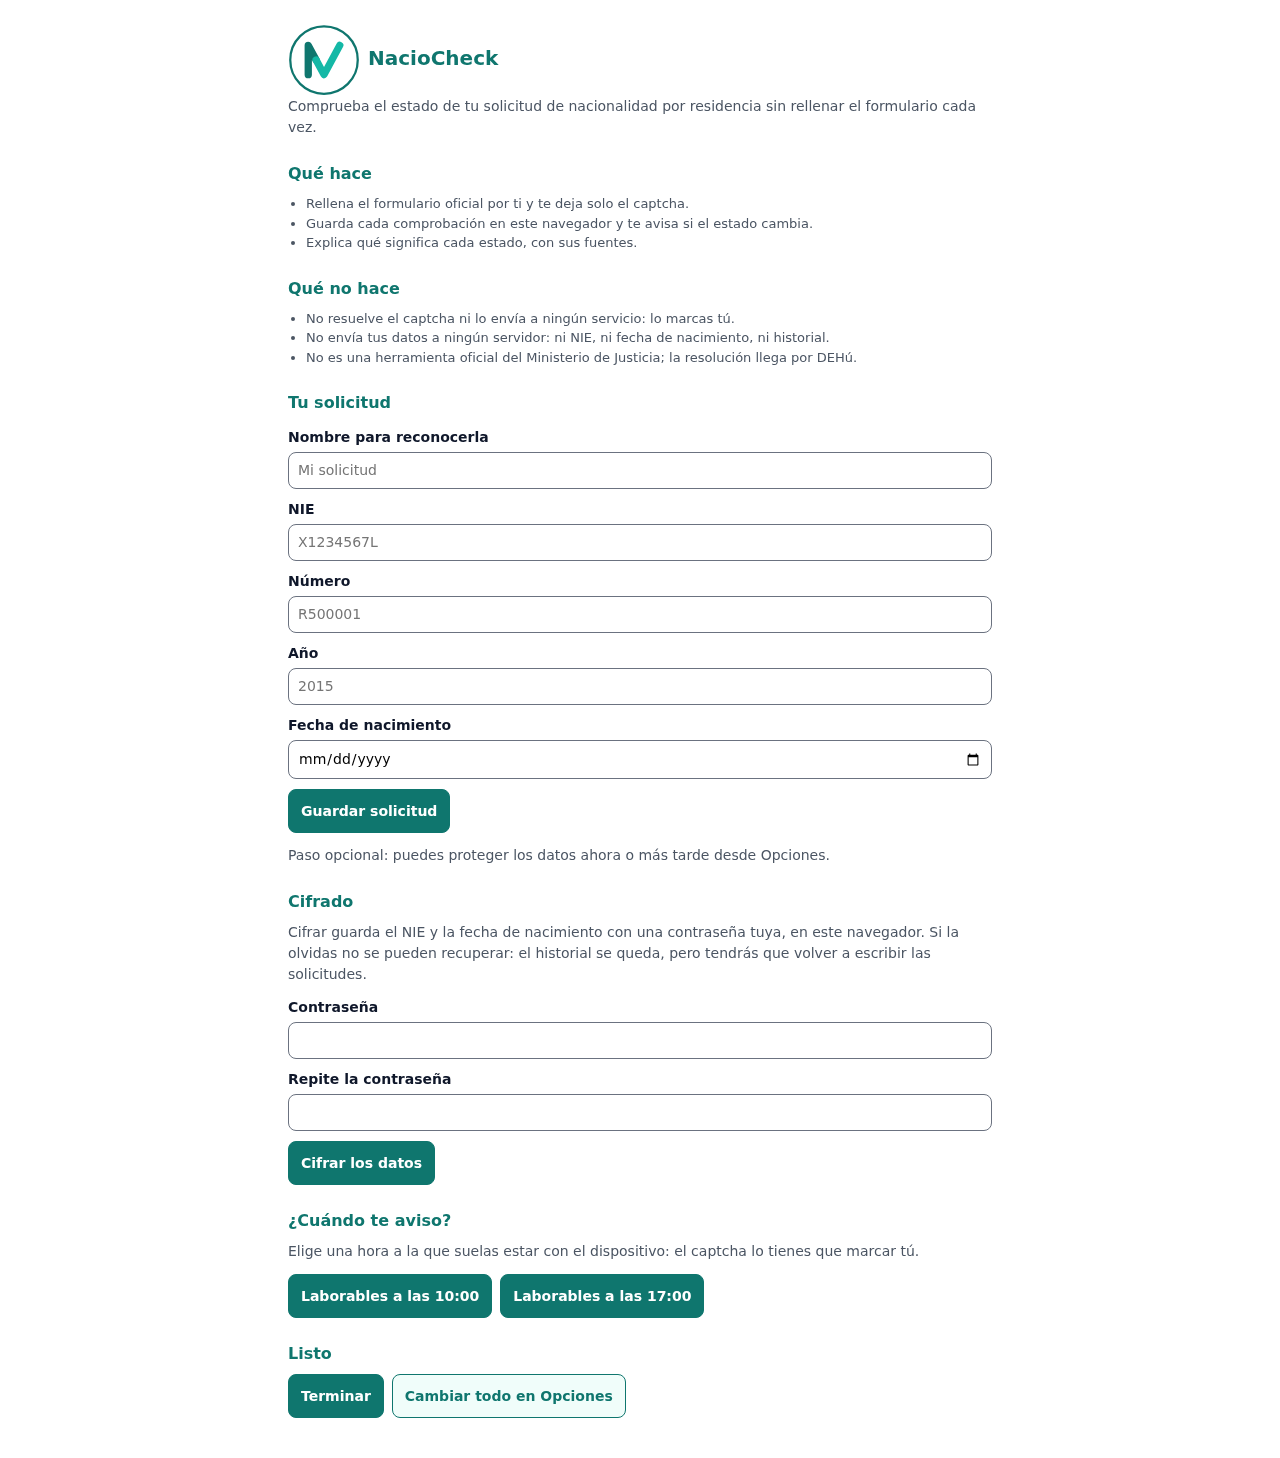 NacioCheck
Comprueba el estado de tu solicitud de nacionalidad por residencia sin rellenar el formulario cada
vez.
Qué hace
• Rellena el formulario oficial por ti y te deja solo el captcha.
• Guarda cada comprobación en este navegador y te avisa si el estado cambia.
• Explica qué significa cada estado, con sus fuentes.
Qué no hace
• No resuelve el captcha ni lo envía a ningún servicio: lo marcas tú.
• No envía tus datos a ningún servidor: ni NIE, ni fecha de nacimiento, ni historial.
• No es una herramienta oficial del Ministerio de Justicia; la resolución llega por DEHú.
Tu solicitud
Nombre para reconocerla
Mi solicitud
NIE
X1234567L
Número
R500001
Año
2015
Fecha de nacimiento
mm/dd/yyyy
Guardar solicitud
Paso opcional: puedes proteger los datos ahora o más tarde desde Opciones.
Cifrado
Cifrar guarda el NIE y la fecha de nacimiento con una contraseña tuya, en este navegador. Si la
olvidas no se pueden recuperar: el historial se queda, pero tendrás que volver a escribir las
solicitudes.
Contraseña
Repite la contraseña
Cifrar los datos
¿Cuándo te aviso?
Elige una hora a la que suelas estar con el dispositivo: el captcha lo tienes que marcar tú.
Laborables a las 10:00 Laborables a las 17:00
Listo
Terminar Cambiar todo en Opciones